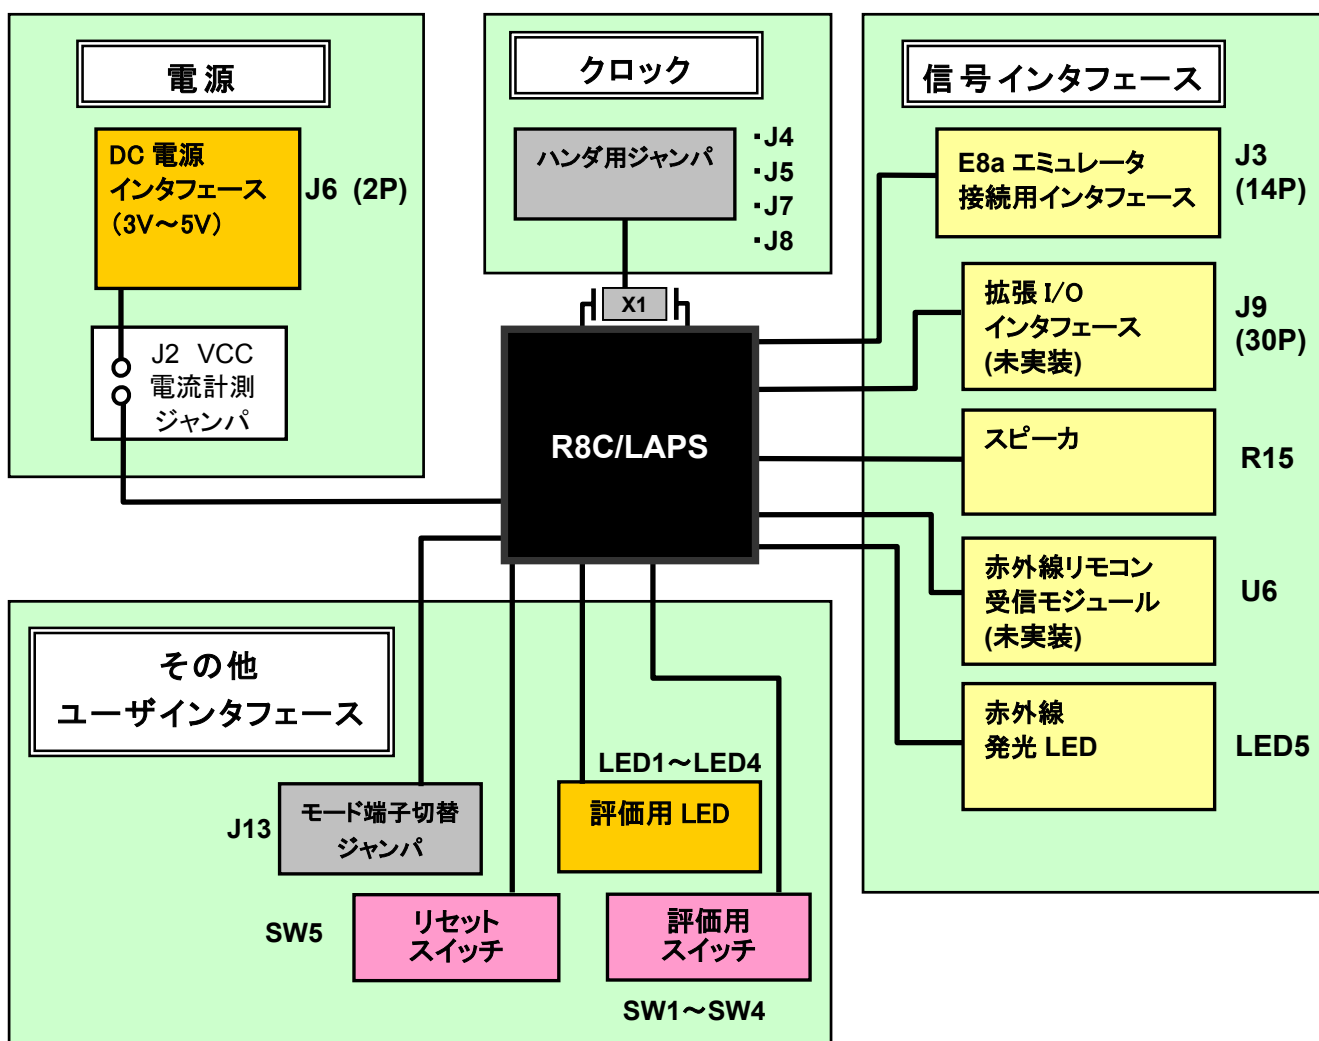 電源
DC 電源
インタフェース
(3V～5V)
J6 (2P)
J2 VCC
電流計測
ジャンパ
クロック
ハンダ用ジャンパ
・J4
・J5
・J7
・J8
X1
R8C/LAPS
信号インタフェース
E8a エミュレータ
接続用インタフェース
J3
(14P)
拡張 I/O
インタフェース
(未実装)
J9
(30P)
スピーカ
R15
赤外線リモコン
受信モジュール
(未実装)
U6
赤外線
発光 LED
LED5
その他
ユーザインタフェース
J13
モード端子切替
ジャンパ
LED1～LED4
評価用 LED
SW5
リセット
スイッチ
評価用
スイッチ
SW1～SW4